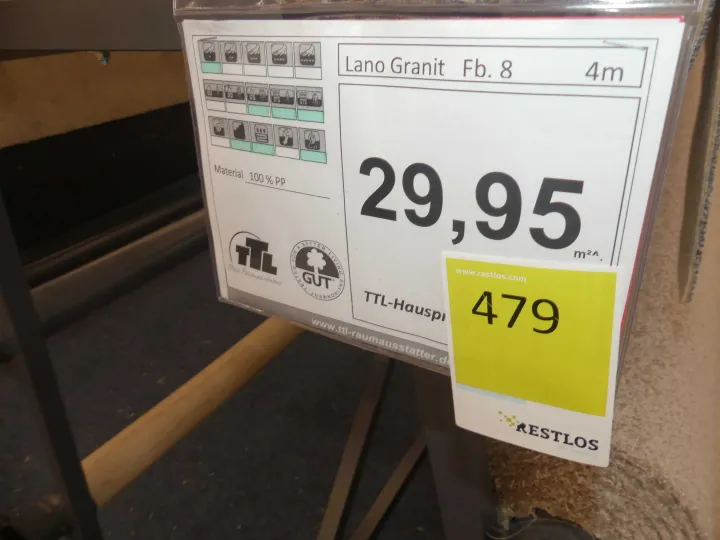 Lano Granit Fb. 8 4m
29,95
m²
Material 100 % PP
TTL
GUT
TTL-Hauspr
www.ttl-raumausstatter.d
www.restlos.com
479
RESTLOS